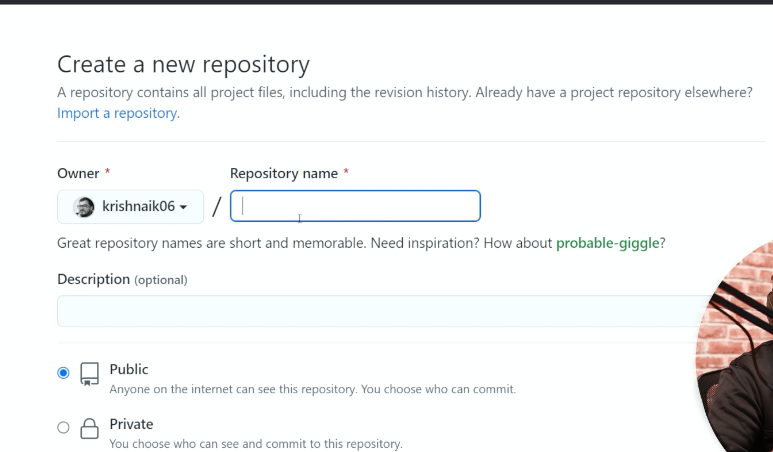 Create a new repository
A repository contains all project files, including the revision history. Already have a project repository elsewhere?
Import a repository.
Owner * Repository name *
krishnaik06 /
Great repository names are short and memorable. Need inspiration? How about probable-giggle?
Description (optional)
Public
Anyone on the internet can see this repository. You choose who can commit.
Private
You choose who can see and commit to this repository.